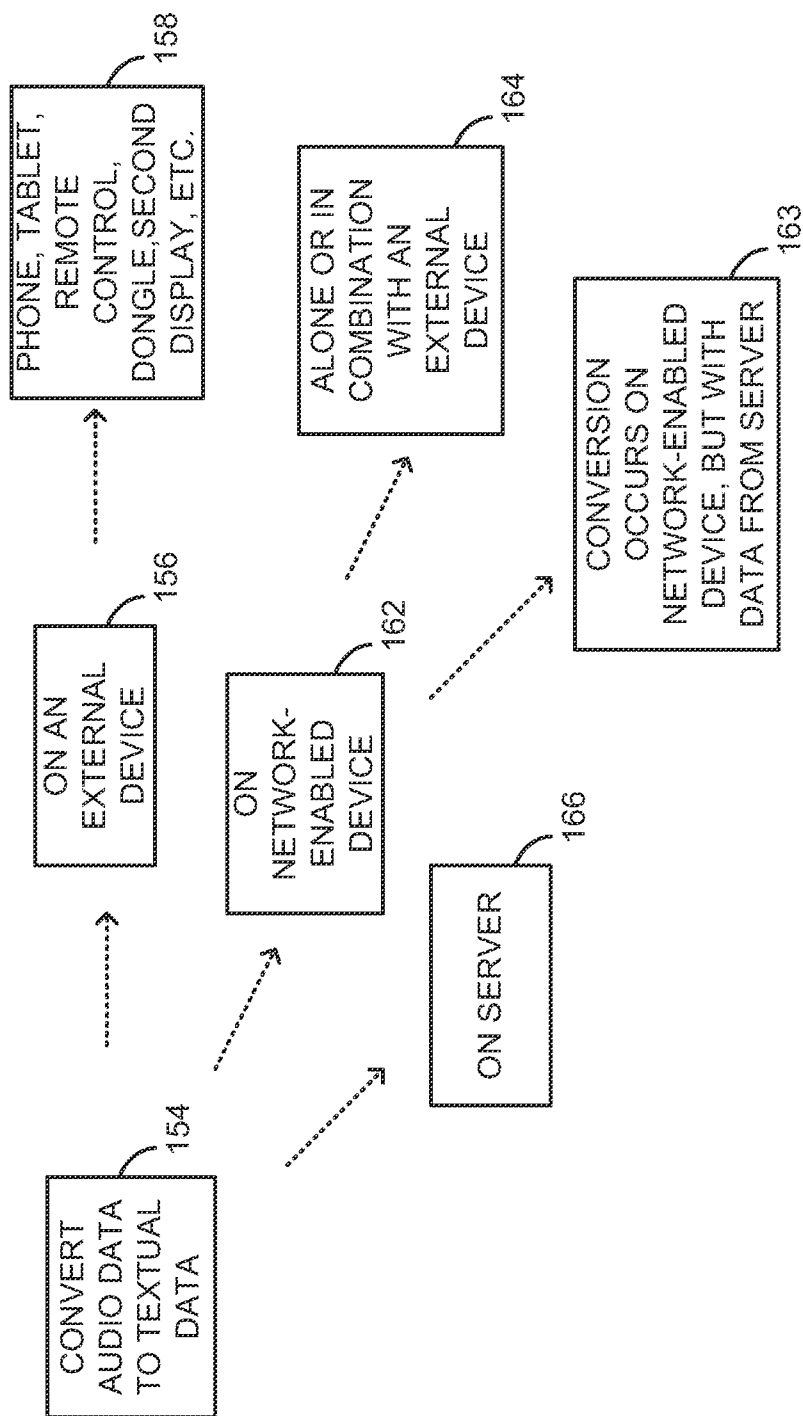 CONVERT
AUDIO DATA
TO TEXTUAL
DATA
154
ON AN
EXTERNAL
DEVICE
156
PHONE, TABLET,
REMOTE
CONTROL,
DONGLE,SECOND
DISPLAY, ETC.
158
ON
NETWORK-
ENABLED
DEVICE
162
ALONE OR IN
COMBINATION
WITH AN
EXTERNAL
DEVICE
164
ON SERVER
166
CONVERSION
OCCURS ON
NETWORK-ENABLED
DEVICE, BUT WITH
DATA FROM SERVER
163